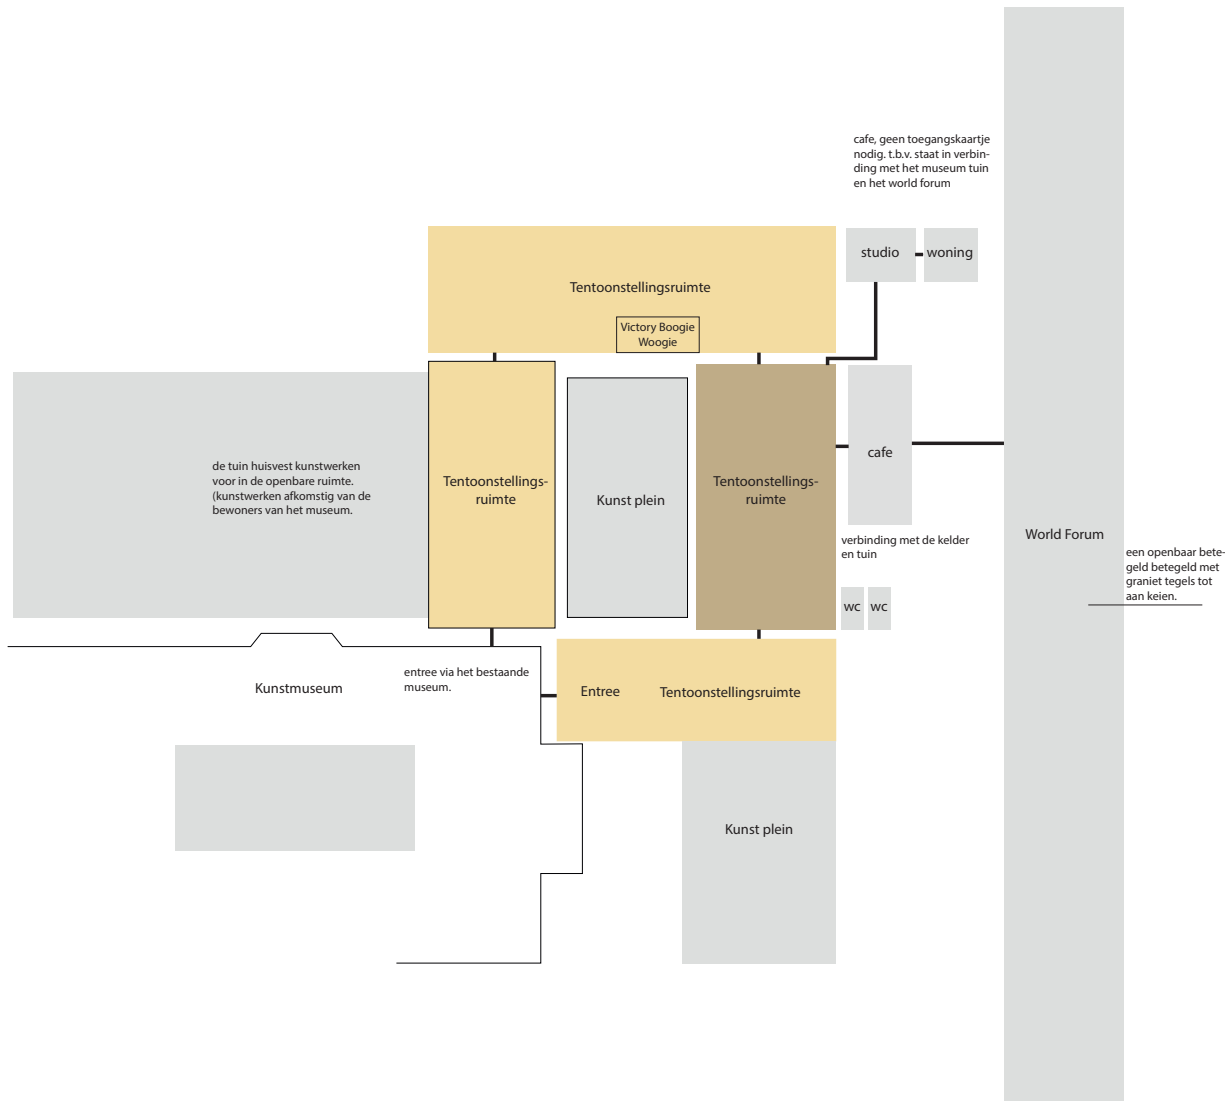 cafe, geen toegangskaartje
nodig. t.b.v. staat in verbin-
ding met het museum tuin
en het world forum
studio
woning
Tentoonstellingsruimte
Victory Boogie
Woogie
cafe
de tuin huisvest kunstwerken
voor in de openbare ruimte.
(kunstwerken afkomstig van de
bewoners van het museum.
Tentoonstellings-
ruimte
Kunst plein
Tentoonstellings-
ruimte
World Forum
verbinding met de kelder
en tuin
een openbaar bete-
geld betegeld met
graniet tegels tot
aan keien.
wc
wc
Kunstmuseum
entree via het bestaande
museum.
Entree
Tentoonstellingsruimte
Kunst plein